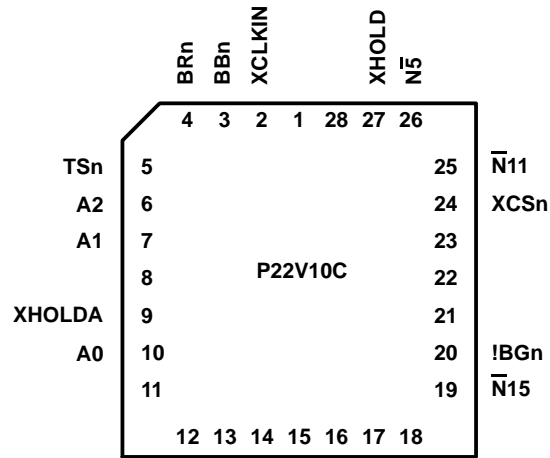 BRn BBn XCLKIN XHOLD N̅5
4 3 2 1 28 27 26
TSn 5 25 N̅11
A2 6 24 XCSn
A1 7 23
8 P22V10C 22
XHOLDA 9 21
A0 10 20 !BGn
11 19 N̅15
12 13 14 15 16 17 18